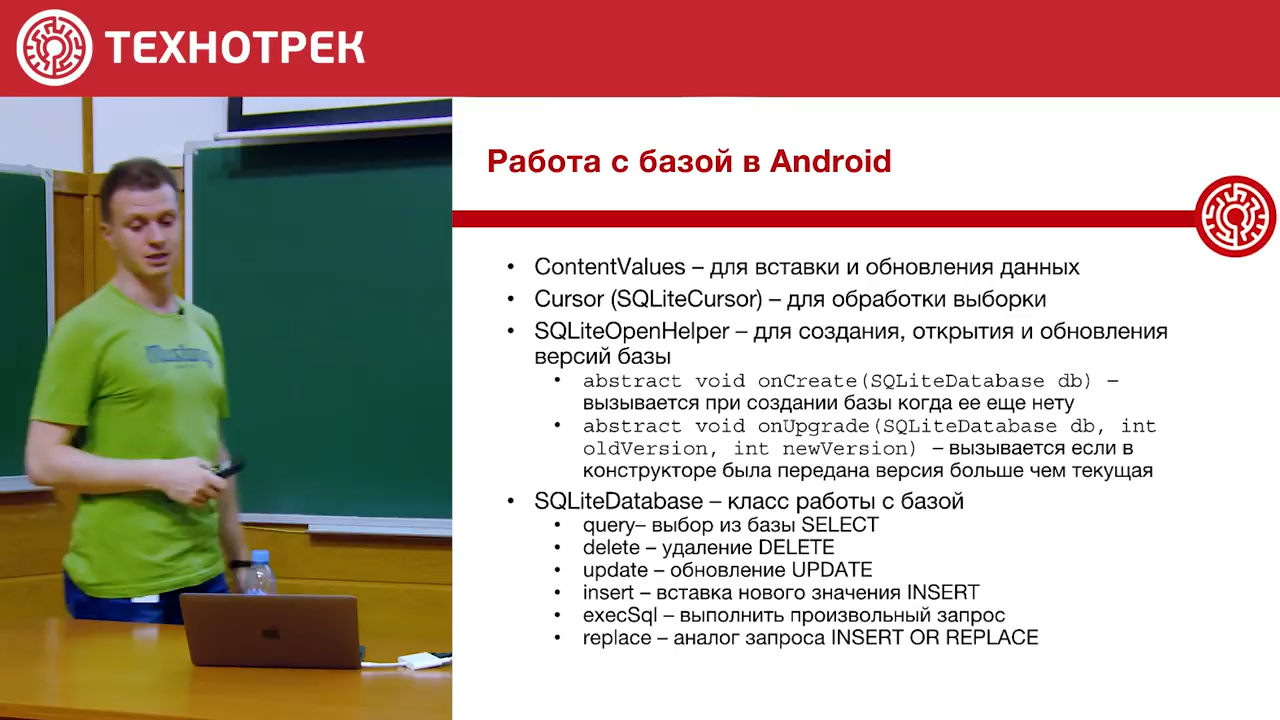 ТЕХНОТРЕК
Работа с базой в Android
• ContentValues – для вставки и обновления данных
• Cursor (SQLiteCursor) – для обработки выборки
• SQLiteOpenHelper – для создания, открытия и обновления
версий базы
• abstract void onCreate(SQLiteDatabase db) –
вызывается при создании базы когда ее еще нету
• abstract void onUpgrade(SQLiteDatabase db, int
oldVersion, int newVersion) – вызывается если в
конструкторе была передана версия больше чем текущая
• SQLiteDatabase – класс работы с базой
• query– выбор из базы SELECT
• delete – удаление DELETE
• update – обновление UPDATE
• insert – вставка нового значения INSERT
• execSql – выполнить произвольный запрос
• replace – аналог запроса INSERT OR REPLACE